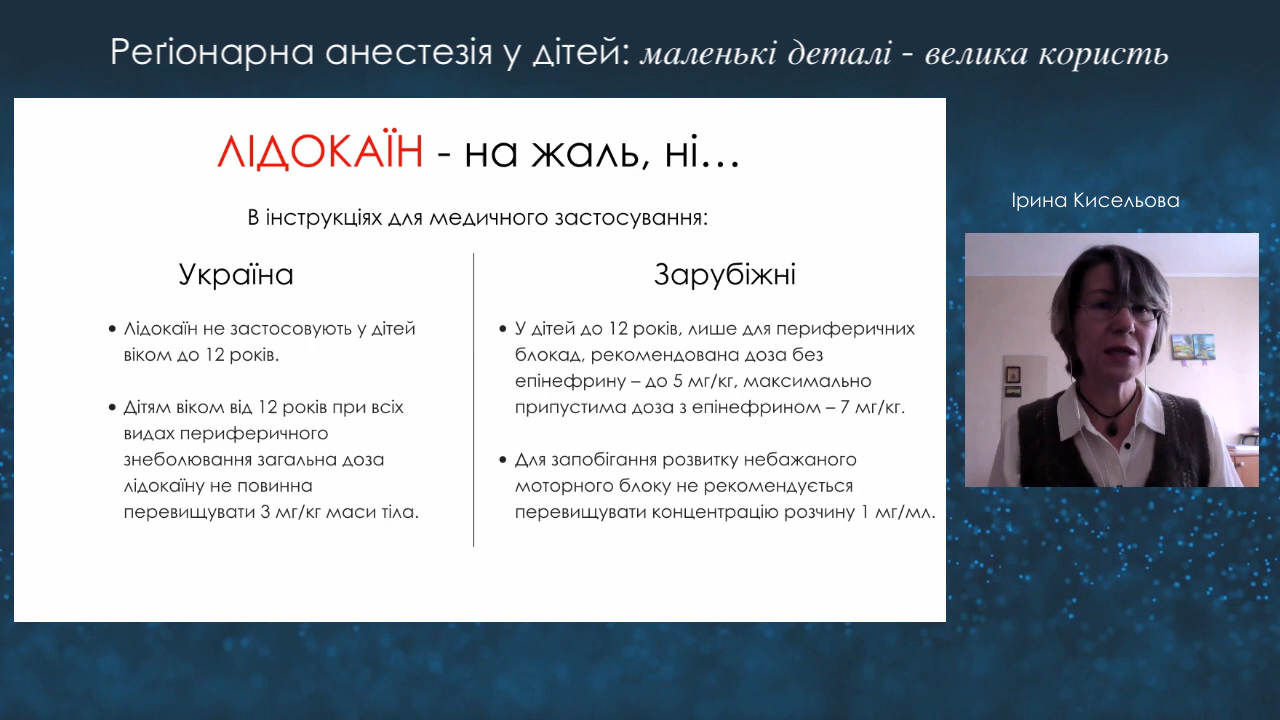 Реґіонарна анестезія у дітей: маленькі деталі - велика користь
ЛІДОКАЇН - на жаль, ні...
В інструкціях для медичного застосування:
Україна
• Лідокаїн не застосовують у дітей
віком до 12 років.
• Дітям віком від 12 років при всіх
видах периферичного
знеболювання загальна доза
лідокаїну не повинна
перевищувати 3 мг/кг маси тіла.
Зарубіжні
• У дітей до 12 років, лише для периферичних
блокад, рекомендована доза без
епінефрину – до 5 мг/кг, максимально
припустима доза з епінефрином – 7 мг/кг.
• Для запобігання розвитку небажаного
моторного блоку не рекомендується
перевищувати концентрацію розчину 1 мг/мл.
Ірина Кисельова